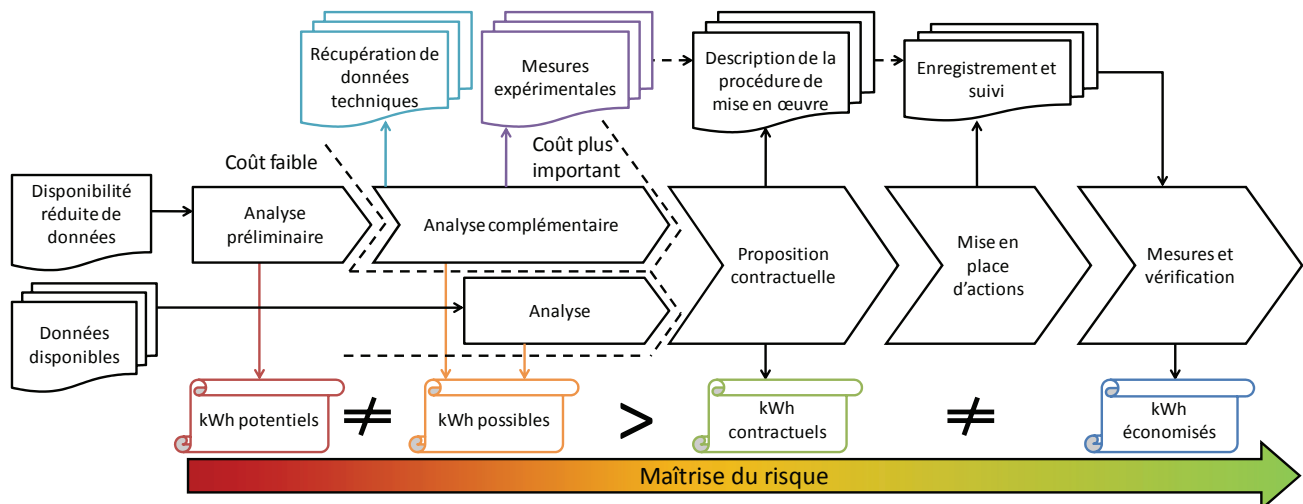 Récupération de
données
techniques
Mesures
expérimentales
Description de la
procédure de
mise en œuvre
Enregistrement et
suivi
Coût faible
Coût plus
important
Disponibilité
réduite de
données
Analyse
préliminaire
Analyse complémentaire
Proposition
contractuelle
Mise en
place
d'actions
Mesures et
vérification
Analyse
Données
disponibles
kWh potentiels
≠
kWh possibles
>
kWh
contractuels
≠
kWh
économisés
Maîtrise du risque